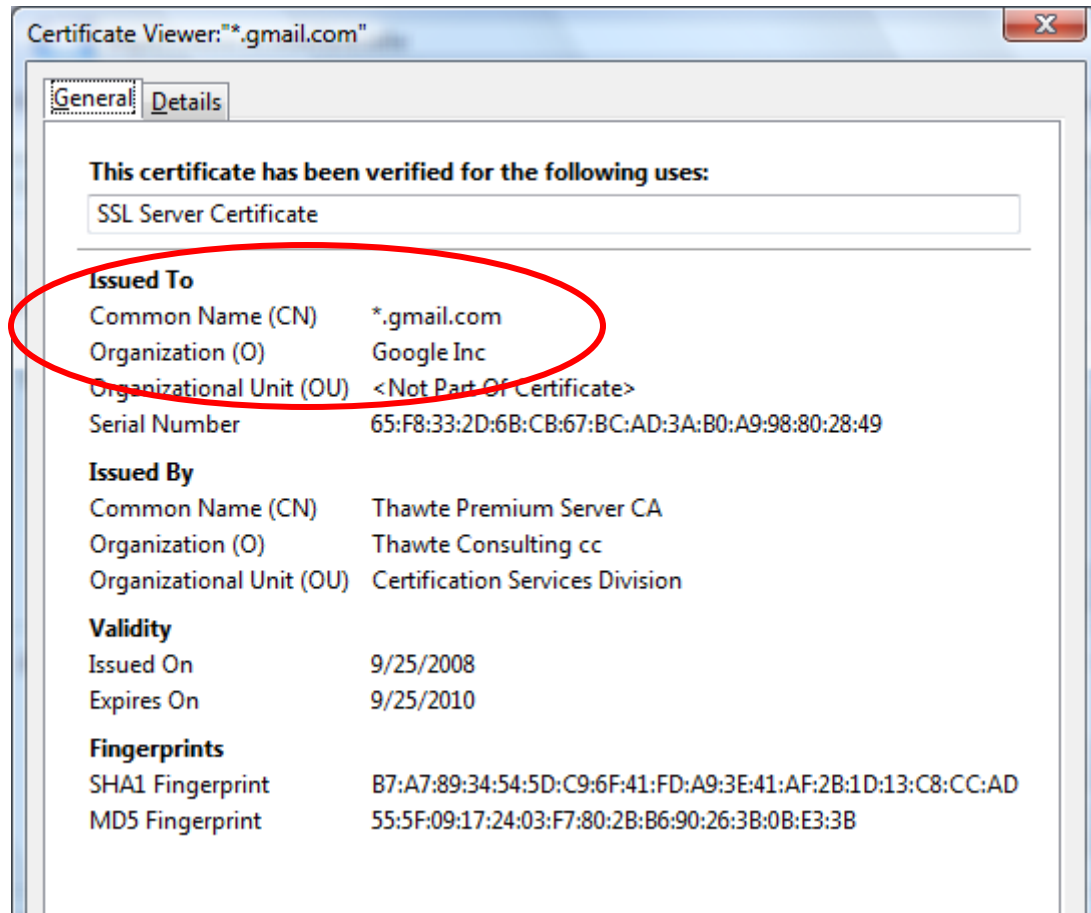 Certificate Viewer:"*.gmail.com"
General Details
This certificate has been verified for the following uses:
SSL Server Certificate
Issued To
Common Name (CN) *.gmail.com
Organization (O) Google Inc
Organizational Unit (OU) <Not Part Of Certificate>
Serial Number 65:F8:33:2D:6B:CB:67:BC:AD:3A:B0:A9:98:80:28:49
Issued By
Common Name (CN) Thawte Premium Server CA
Organization (O) Thawte Consulting cc
Organizational Unit (OU) Certification Services Division
Validity
Issued On 9/25/2008
Expires On 9/25/2010
Fingerprints
SHA1 Fingerprint B7:A7:89:34:54:5D:C9:6F:41:FD:A9:3E:41:AF:2B:1D:13:C8:CC:AD
MD5 Fingerprint 55:5F:09:17:24:03:F7:80:2B:B6:90:26:3B:0B:E3:3B